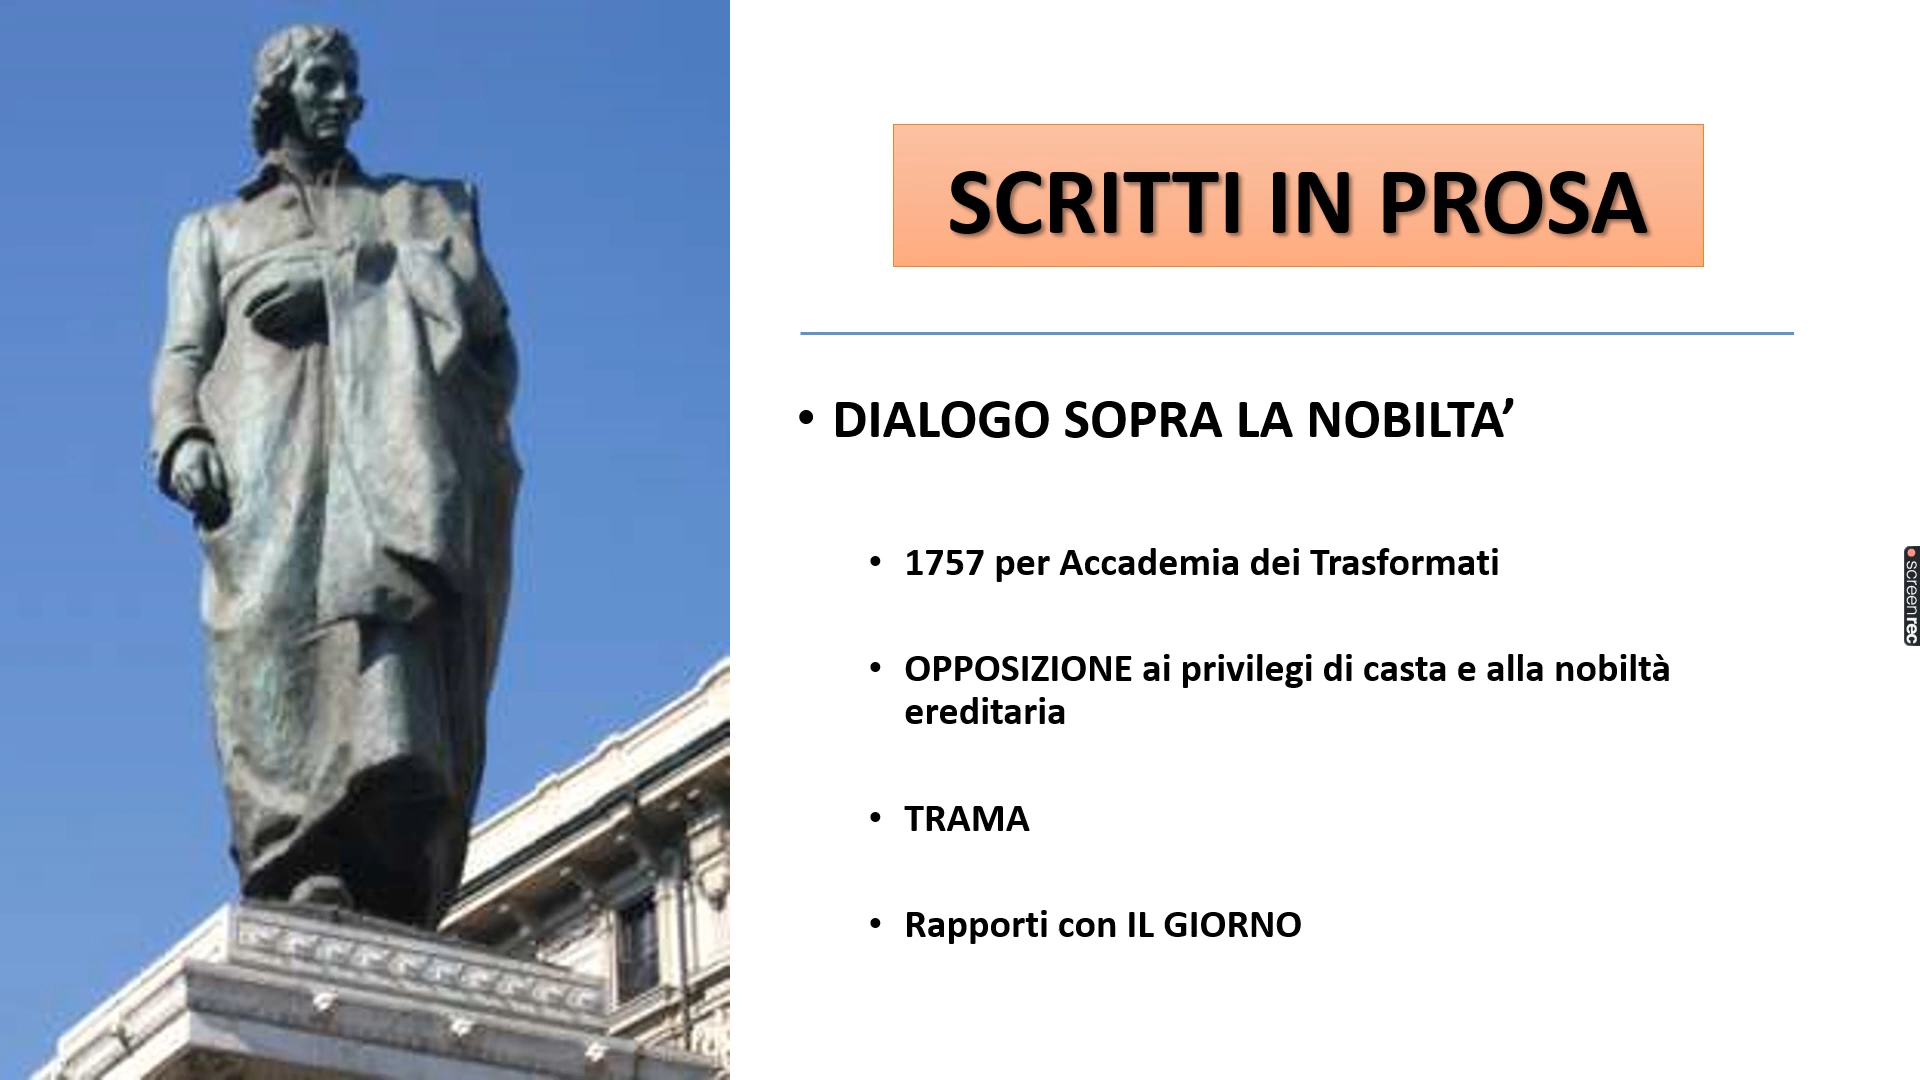 SCRITTI IN PROSA
• DIALOGO SOPRA LA NOBILTA’
• 1757 per Accademia dei Trasformati
• OPPOSIZIONE ai privilegi di casta e alla nobiltà
ereditaria
• TRAMA
• Rapporti con IL GIORNO
screenrec